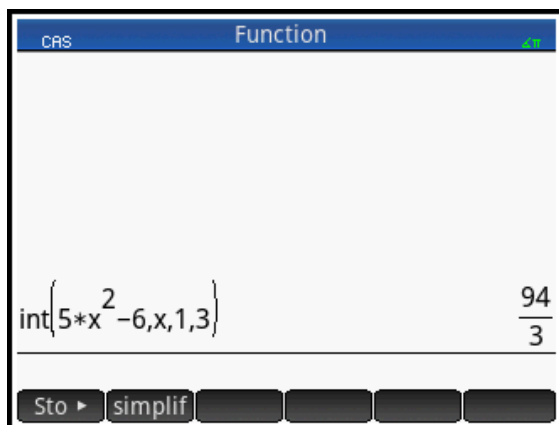 CAS Function ∡π
int(5*x²−6,x,1,3) 94/3
Sto ► simplif